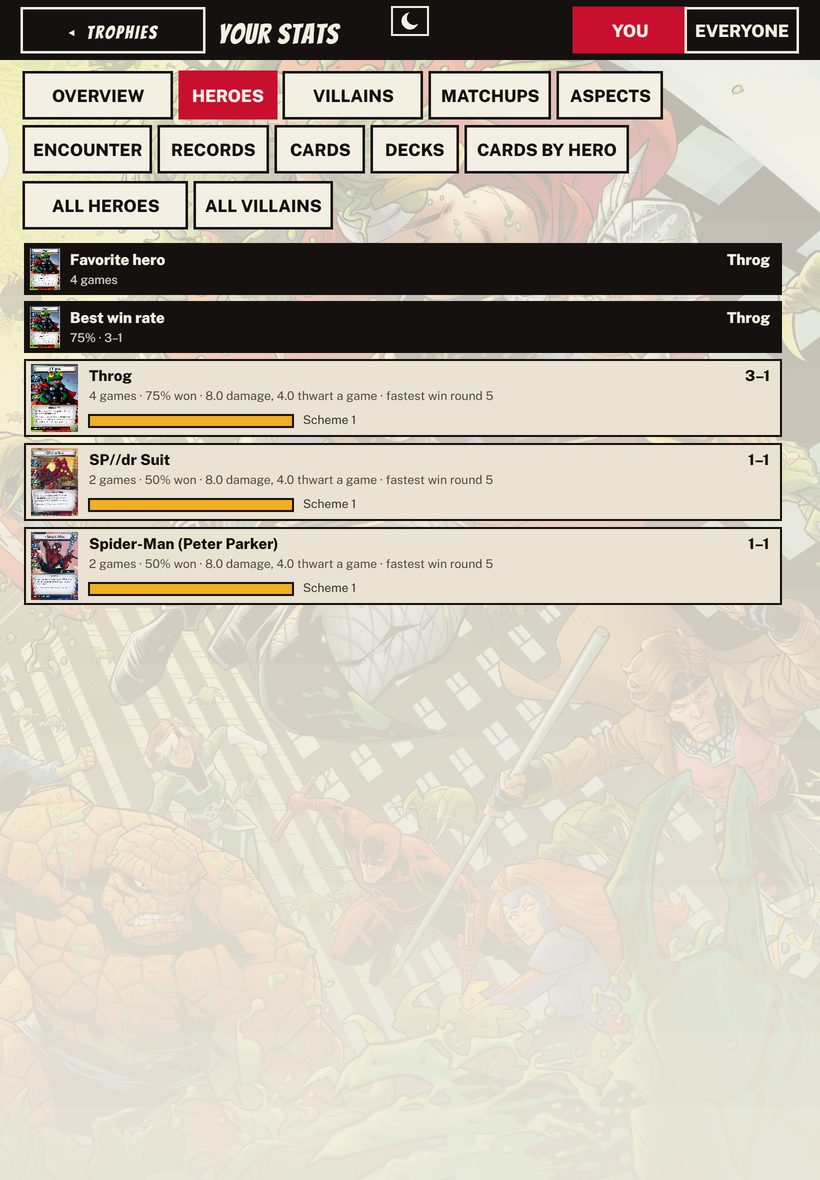 ◂ TROPHIES
YOUR STATS
YOU
EVERYONE
OVERVIEW
HEROES
VILLAINS
MATCHUPS
ASPECTS
ENCOUNTER
RECORDS
CARDS
DECKS
CARDS BY HERO
ALL HEROES
ALL VILLAINS
Favorite hero
Throg
4 games
Best win rate
Throg
75% · 3–1
Throg
3–1
4 games · 75% won · 8.0 damage, 4.0 thwart a game · fastest win round 5
Scheme 1
SP//dr Suit
1–1
2 games · 50% won · 8.0 damage, 4.0 thwart a game · fastest win round 5
Scheme 1
Spider-Man (Peter Parker)
1–1
2 games · 50% won · 8.0 damage, 4.0 thwart a game · fastest win round 5
Scheme 1